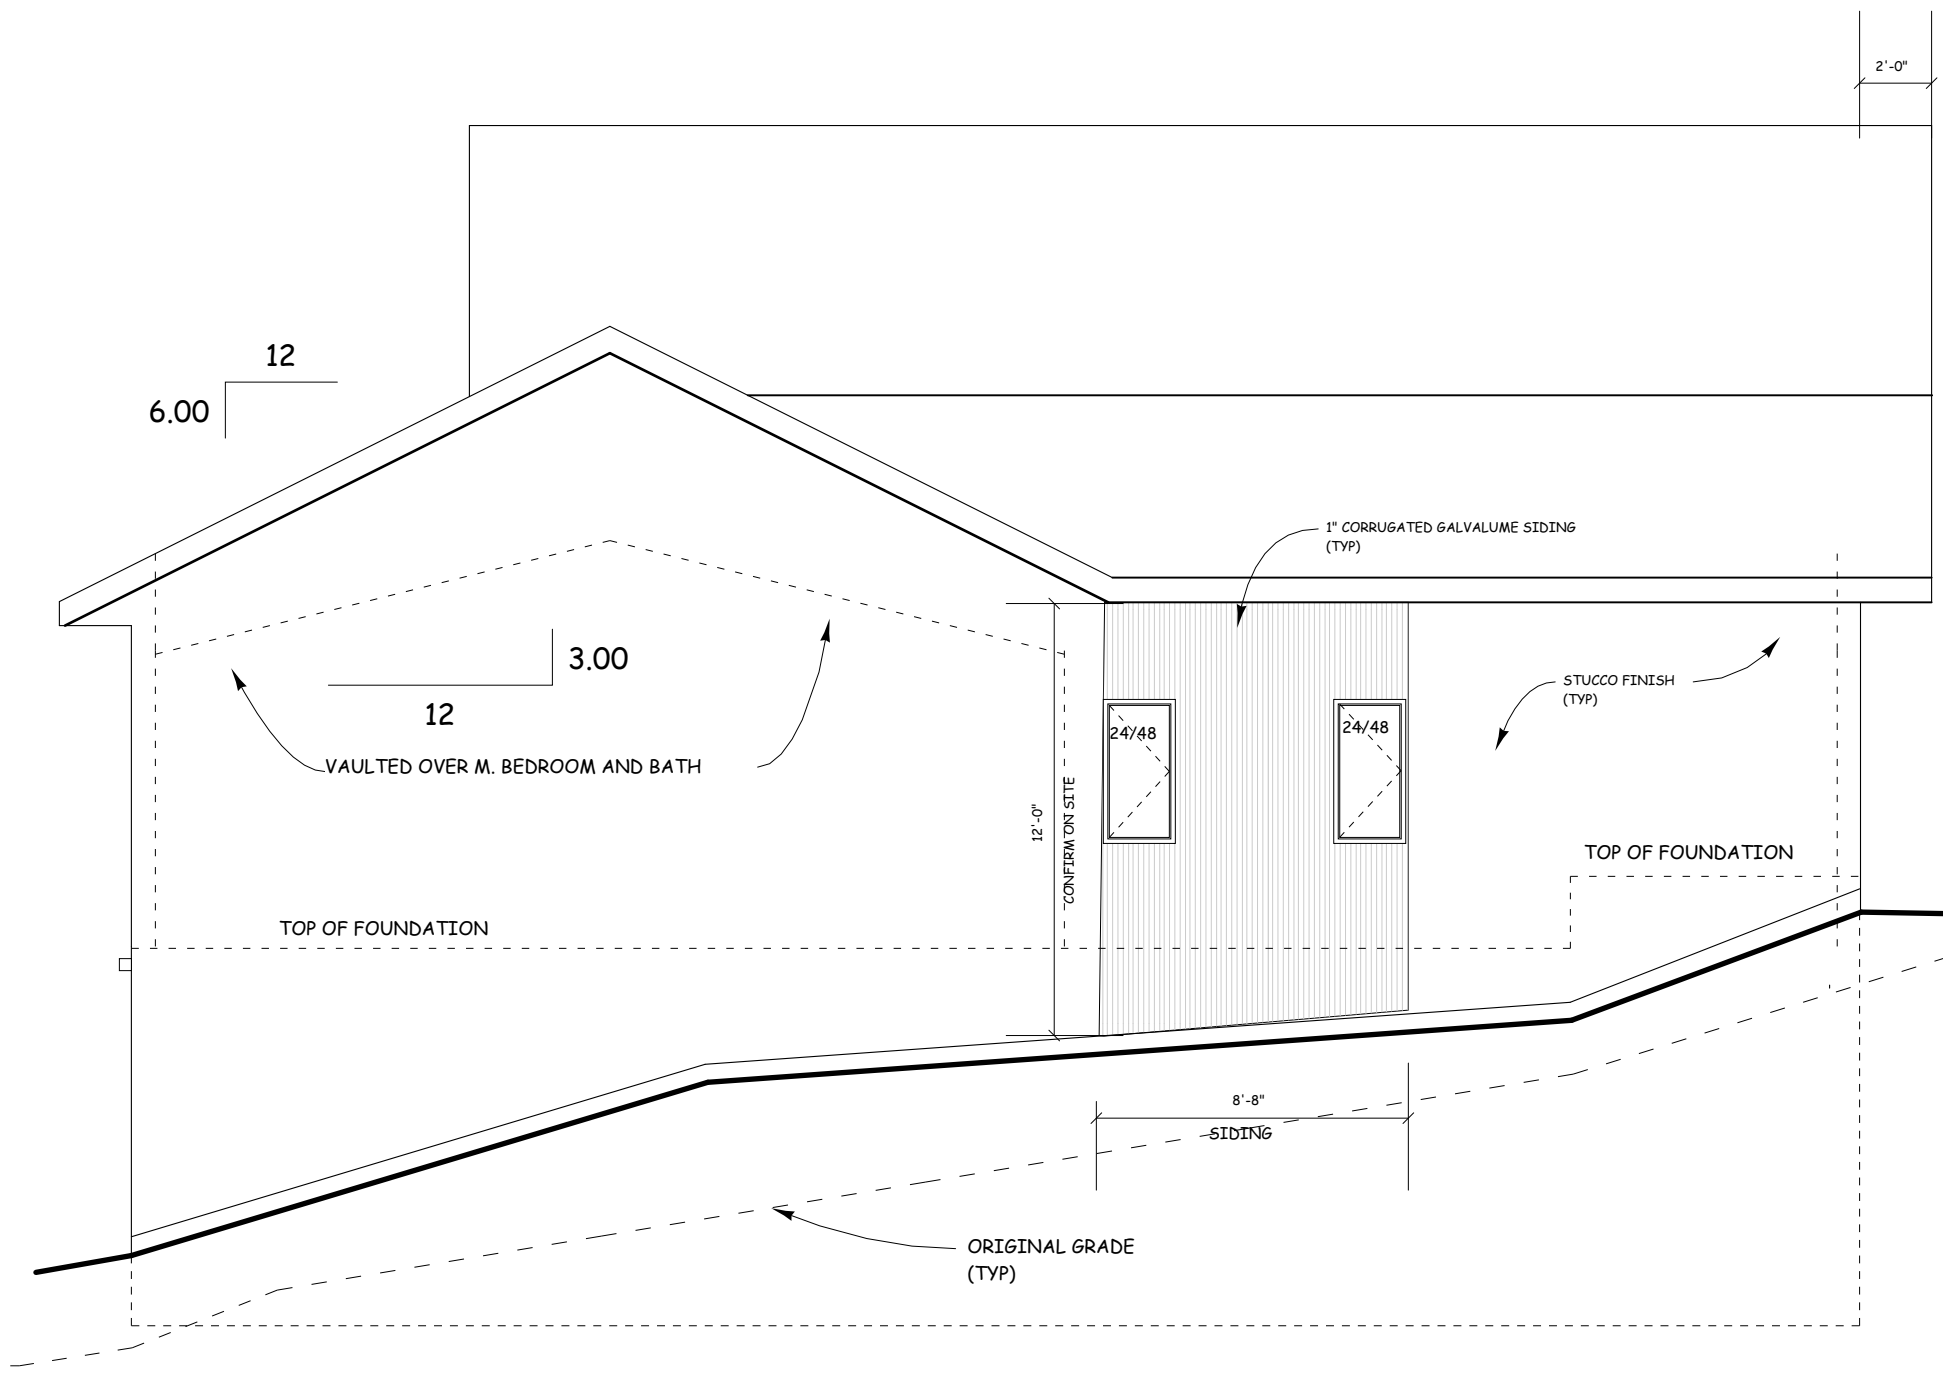 2'-0"
12
6.00
1" CORRUGATED GALVALUME SIDING
(TYP)
3.00
12
STUCCO FINISH
(TYP)
24/48
24/48
VAULTED OVER M. BEDROOM AND BATH
12'-0"
CONFIRM ON SITE
TOP OF FOUNDATION
TOP OF FOUNDATION
8'-8"
SIDING
ORIGINAL GRADE
(TYP)